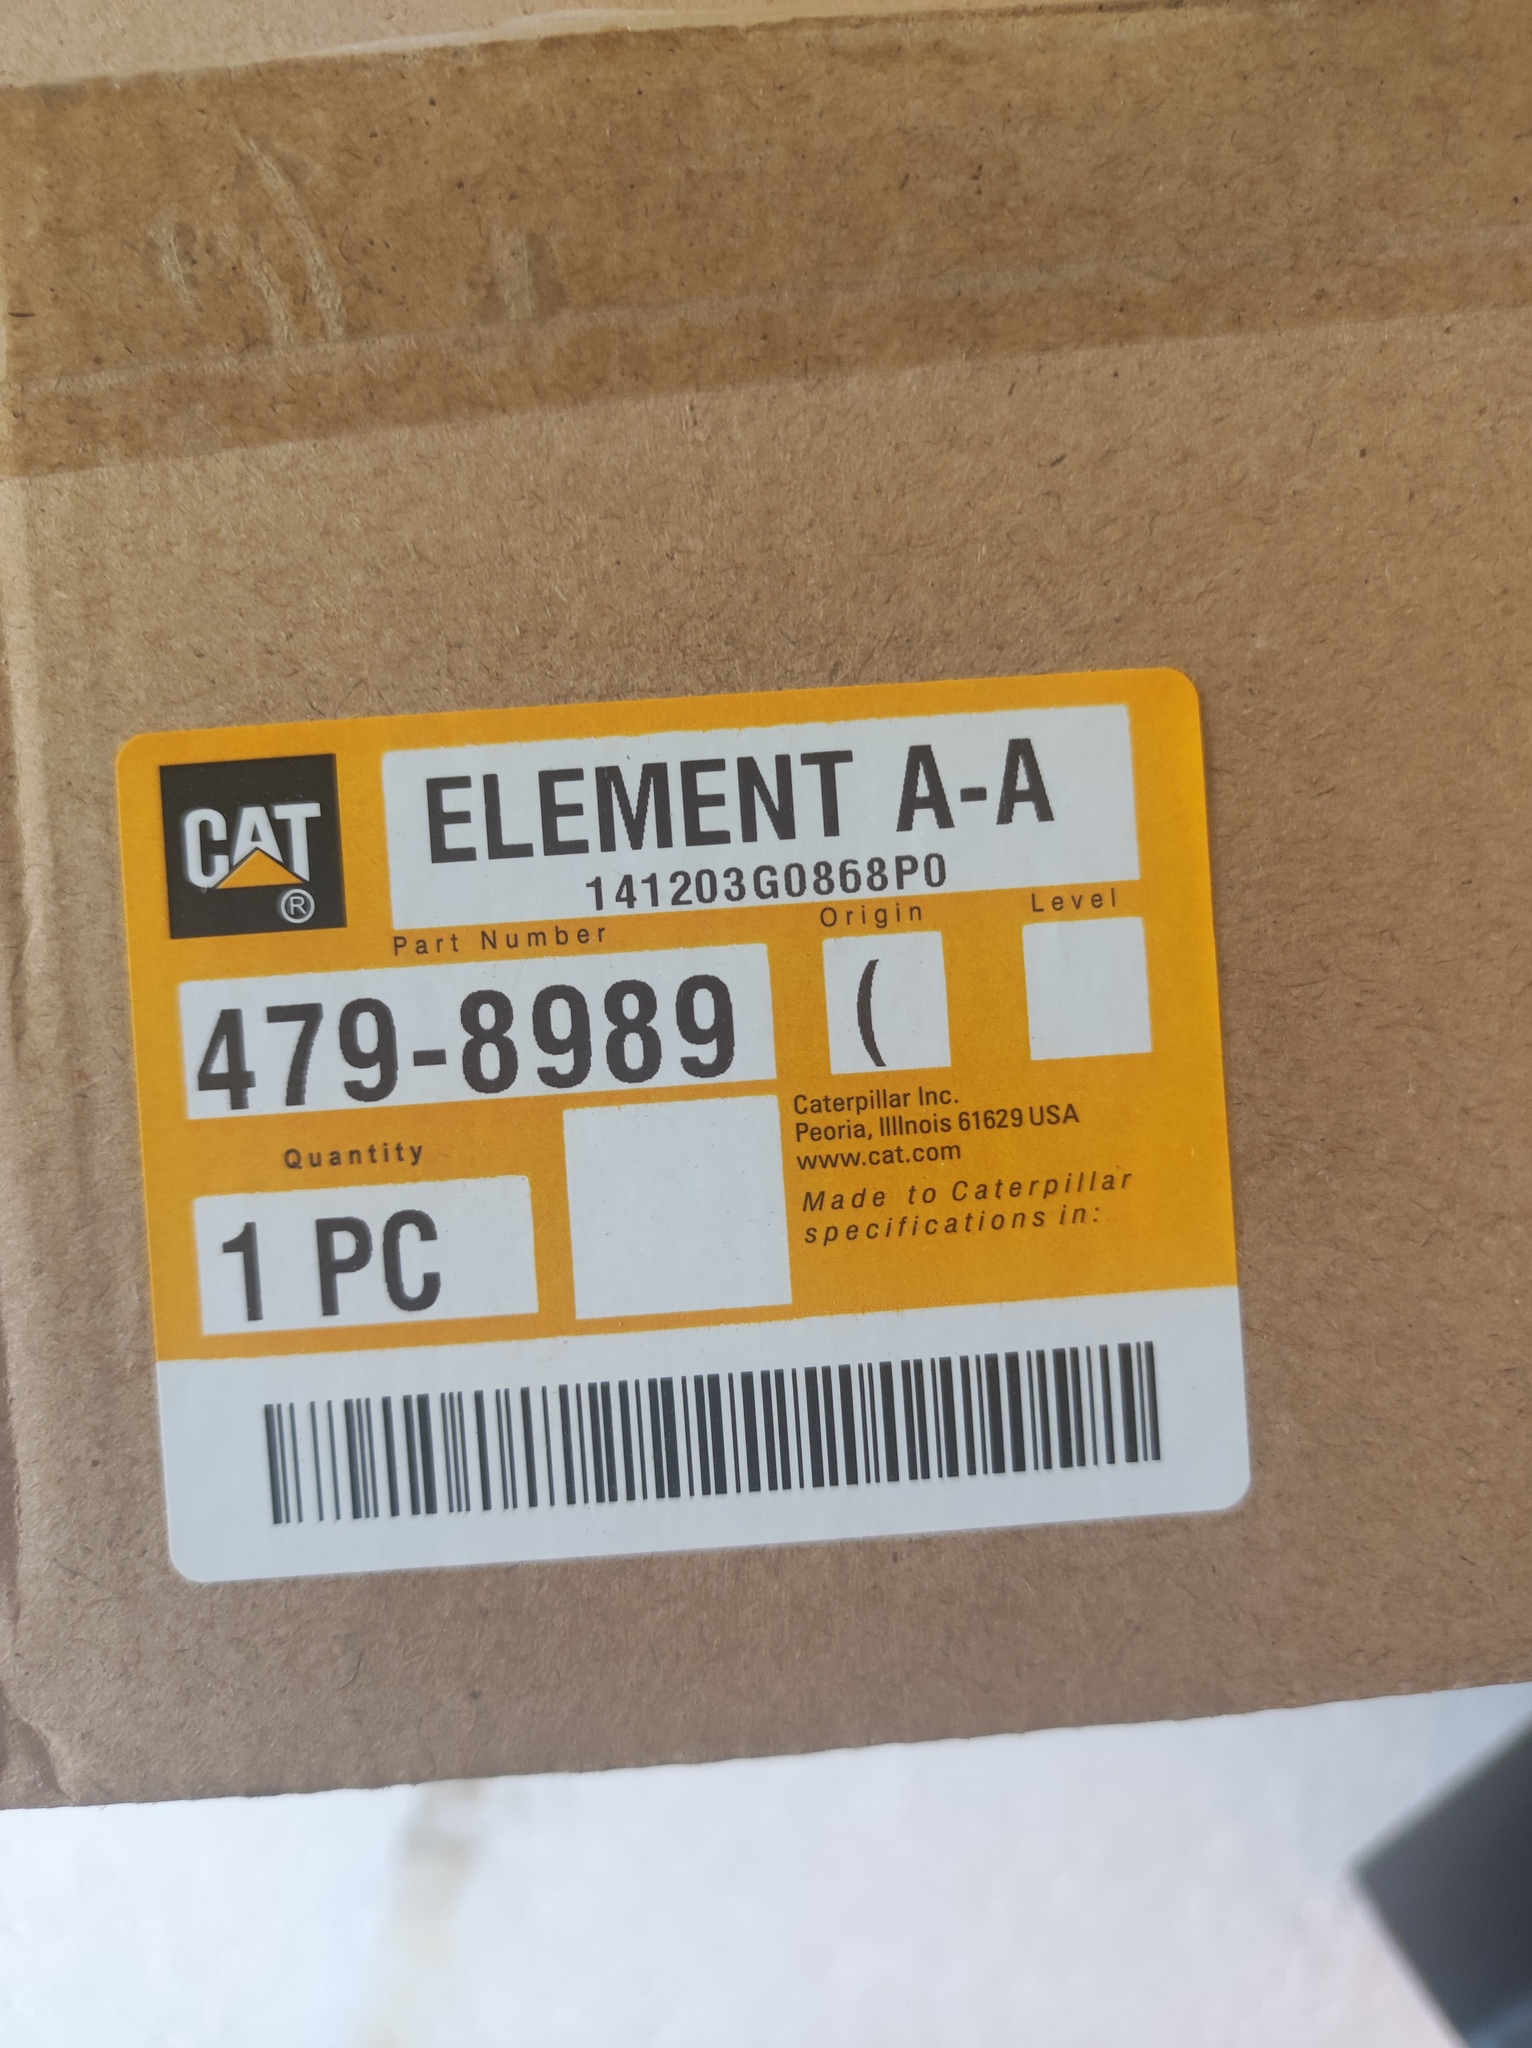 CAT
®
ELEMENT A-A
141203G0868P0
Part Number
Origin
Level
479-8989
(
Quantity
1 PC
Caterpillar Inc.
Peoria, Illlnois 61629 USA
www.cat.com
Made to Caterpillar
specifications in: